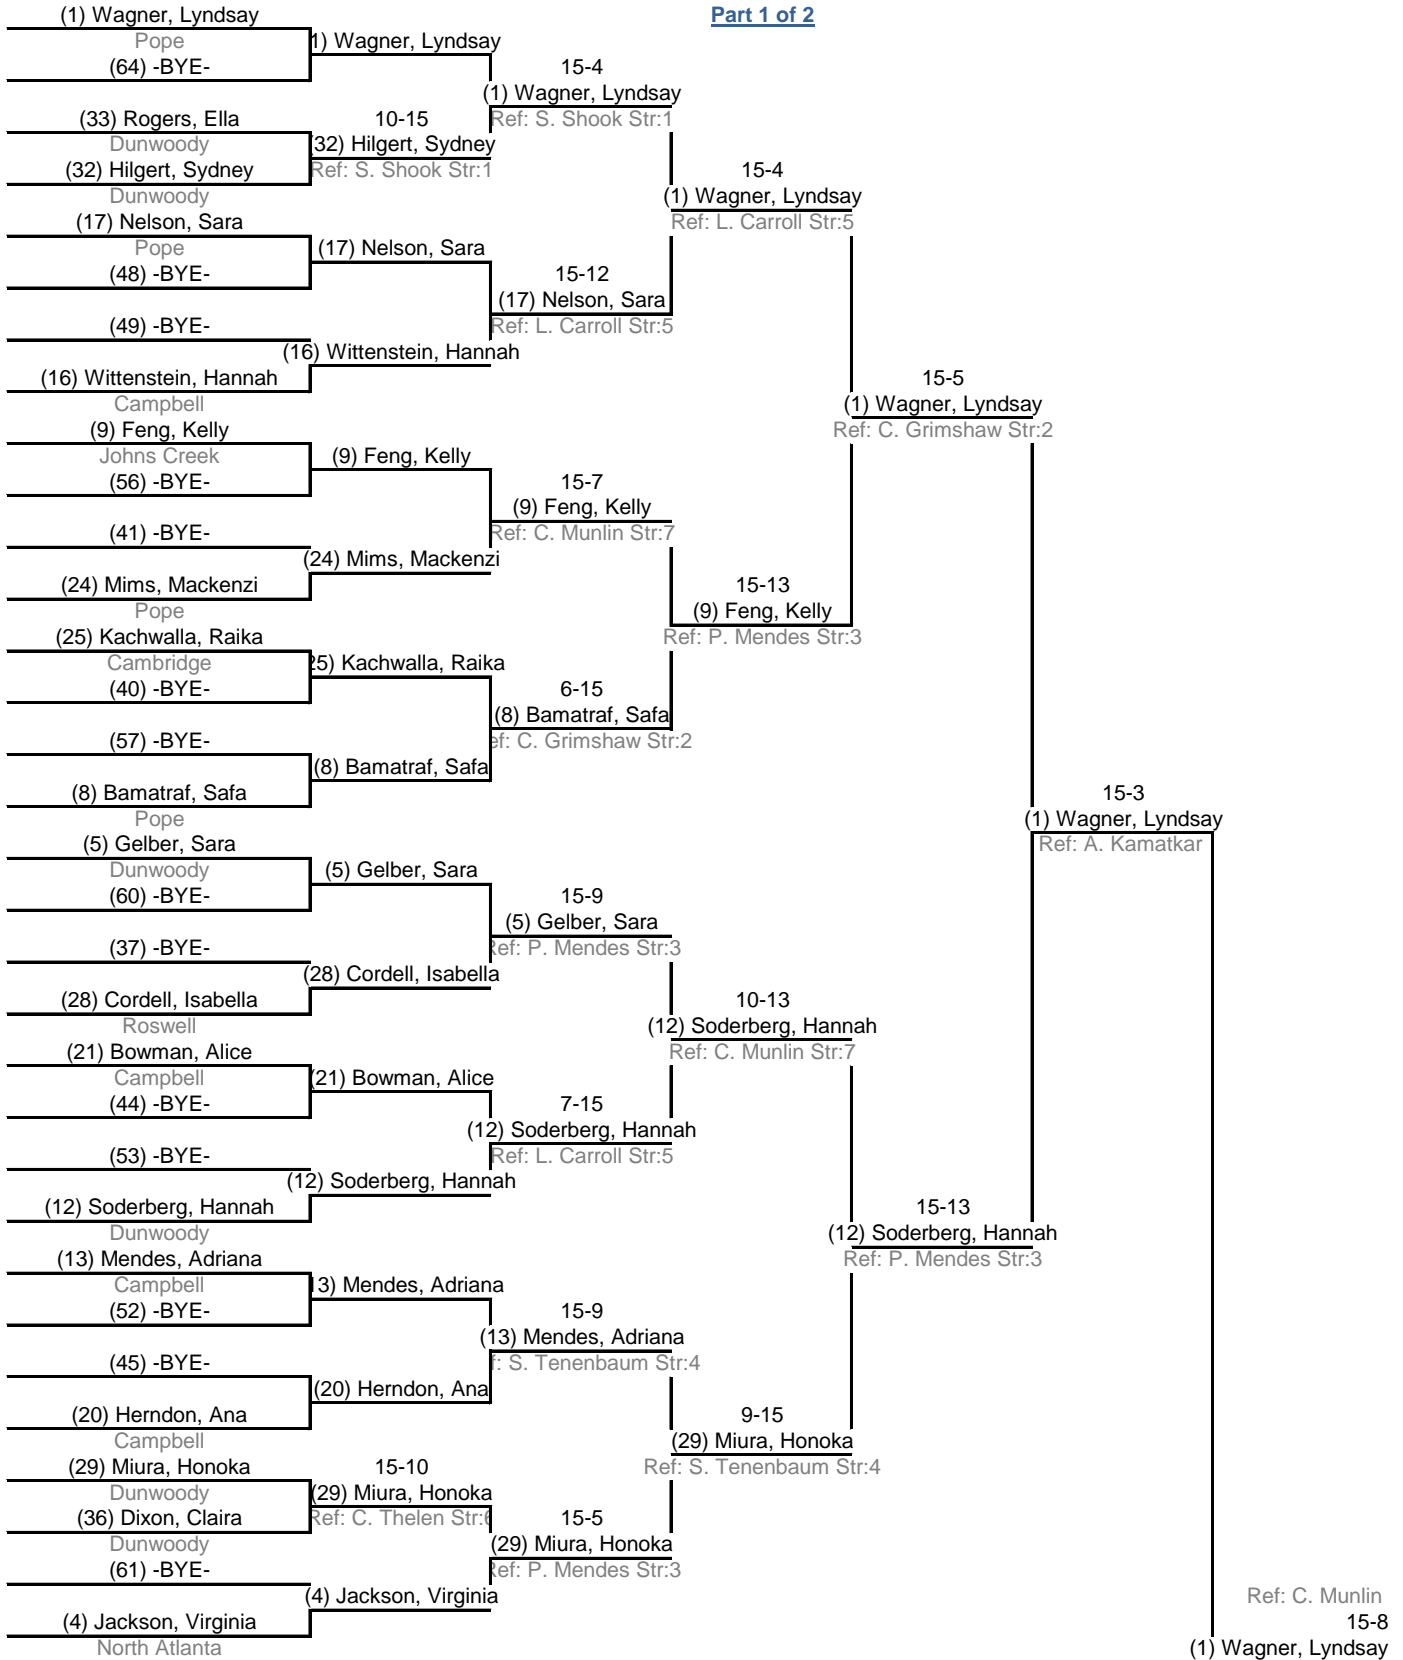 Part 1 of 2
(1) Wagner, Lyndsay
Pope
(64) -BYE-
(33) Rogers, Ella
Dunwoody
(32) Hilgert, Sydney
Dunwoody
(17) Nelson, Sara
Pope
(48) -BYE-
(49) -BYE-
(16) Wittenstein, Hannah
Campbell
(9) Feng, Kelly
Johns Creek
(56) -BYE-
(41) -BYE-
(24) Mims, Mackenzi
Pope
(25) Kachwalla, Raika
Cambridge
(40) -BYE-
(57) -BYE-
(8) Bamatraf, Safa
Pope
(5) Gelber, Sara
Dunwoody
(60) -BYE-
(37) -BYE-
(28) Cordell, Isabella
Roswell
(21) Bowman, Alice
Campbell
(44) -BYE-
(53) -BYE-
(12) Soderberg, Hannah
Dunwoody
(13) Mendes, Adriana
Campbell
(52) -BYE-
(45) -BYE-
(20) Herndon, Ana
Campbell
(29) Miura, Honoka
Dunwoody
(36) Dixon, Claira
Dunwoody
(61) -BYE-
(4) Jackson, Virginia
North Atlanta
1) Wagner, Lyndsay
10-15
(32) Hilgert, Sydney
Ref: S. Shook Str:1
(17) Nelson, Sara
(16) Wittenstein, Hannah
(9) Feng, Kelly
(24) Mims, Mackenzi
25) Kachwalla, Raika
(8) Bamatraf, Safa
(5) Gelber, Sara
(28) Cordell, Isabella
(21) Bowman, Alice
(12) Soderberg, Hannah
13) Mendes, Adriana
(20) Herndon, Ana
15-10
(29) Miura, Honoka
Ref: C. Thelen Str:6
(4) Jackson, Virginia
15-4
(1) Wagner, Lyndsay
Ref: S. Shook Str:1
15-12
(17) Nelson, Sara
Ref: L. Carroll Str:5
15-7
(9) Feng, Kelly
Ref: C. Munlin Str:7
6-15
(8) Bamatraf, Safa
ef: C. Grimshaw Str:2
15-9
(5) Gelber, Sara
Ref: P. Mendes Str:3
7-15
(12) Soderberg, Hannah
Ref: L. Carroll Str:5
15-9
(13) Mendes, Adriana
f: S. Tenenbaum Str:4
15-5
(29) Miura, Honoka
Ref: P. Mendes Str:3
15-4
(1) Wagner, Lyndsay
Ref: L. Carroll Str:5
15-13
(9) Feng, Kelly
Ref: P. Mendes Str:3
10-13
(12) Soderberg, Hannah
Ref: C. Munlin Str:7
9-15
(29) Miura, Honoka
Ref: S. Tenenbaum Str:4
15-5
(1) Wagner, Lyndsay
Ref: C. Grimshaw Str:2
15-13
(12) Soderberg, Hannah
Ref: P. Mendes Str:3
15-3
(1) Wagner, Lyndsay
Ref: A. Kamatkar
Ref: C. Munlin
15-8
(1) Wagner, Lyndsay